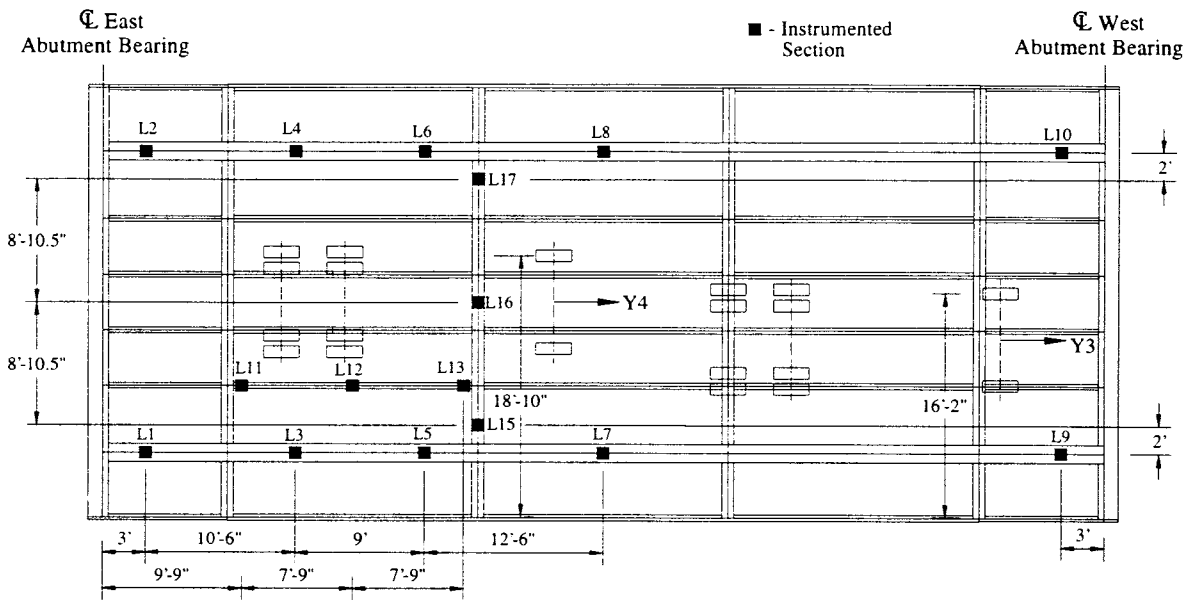 ℄ East
Abutment Bearing
■ - Instrumented
Section
℄ West
Abutment Bearing
L2
L4
L6
L8
L10
2'
L17
8'-10.5"
L16
Y4
8'-10.5"
Y3
L11
L12
L13
18'-10"
16'-2"
L15
L1
L3
L5
L7
L9
2'
3'
10'-6"
9'
12'-6"
3'
9'-9"
7'-9"
7'-9"